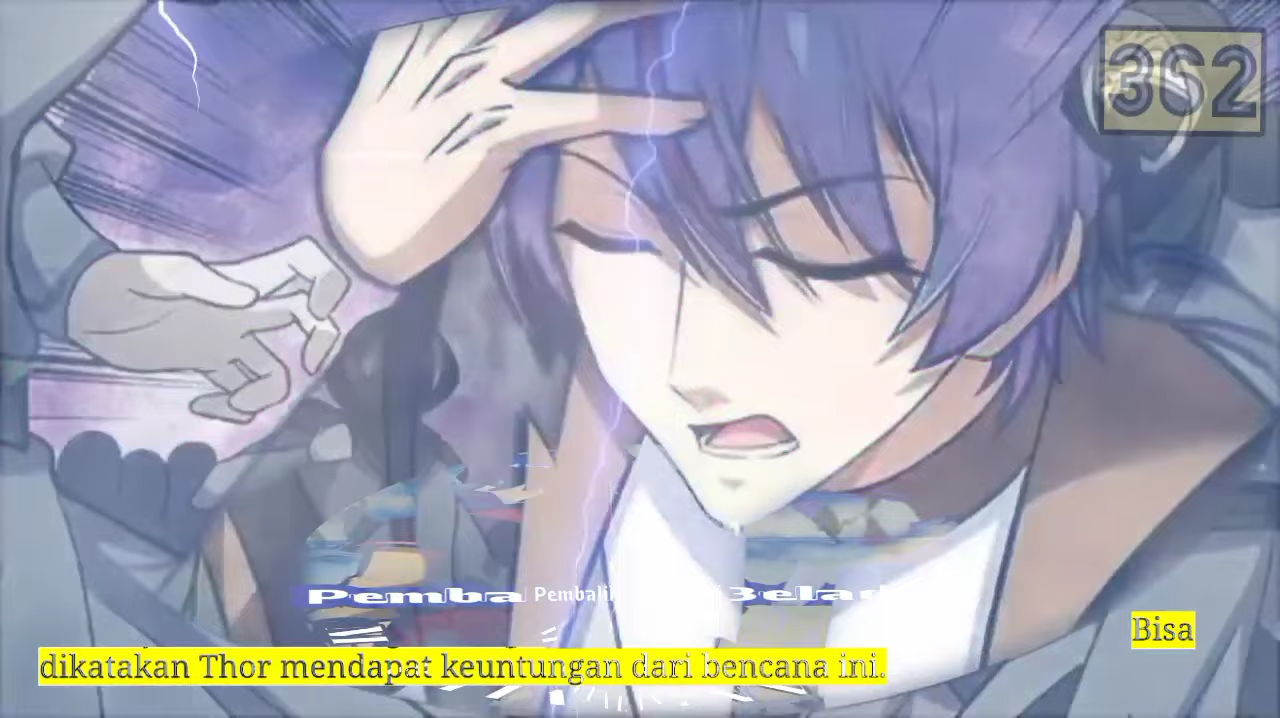 362
Pemba
Pembali
Bisa
dikatakan Thor mendapat keuntungan dari bencana ini.